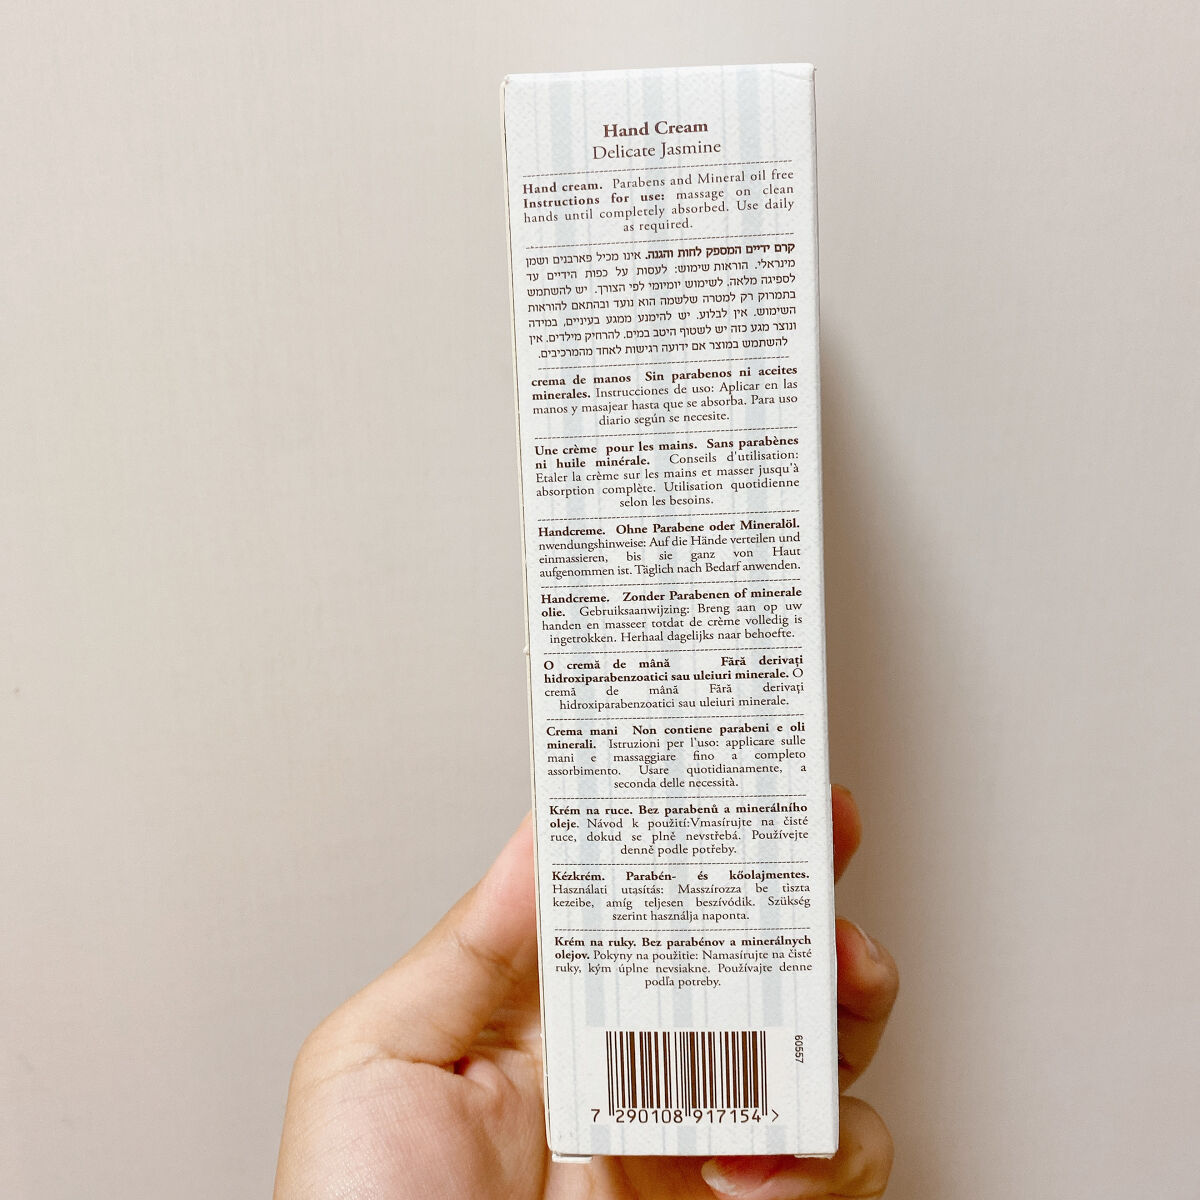 Hand Cream
Delicate Jasmine
Hand cream. Parabens and Mineral oil free
Instructions for use: massage on clean
hands until completely absorbed. Use daily
as required.
קרם ידיים המספק לחות והגנה. אינו מכיל פארבנים ושמן
מינראלי. הוראות שימוש: לעסות על כפות הידיים עד
לספיגה מלאה, לשימוש יומיומי לפי הצורך. יש להשתמש
בתמרוק רק למטרה שלשמה הוא נועד ובהתאם להוראות
השימוש. אין לבלוע. יש להימנע ממגע בעיניים, במידה
ונוצר מגע כזה יש לשטוף היטב במים. להרחיק מילדים. אין
להשתמש במוצר אם ידועה רגישות לאחד מהמרכיבים.
crema de manos Sin parabenos ni aceites
minerales. Instrucciones de uso: Aplicar en las
manos y masajear hasta que se absorba. Para uso
diario según se necesite.
Une crème pour les mains. Sans parabènes
ni huile minérale. Conseils d'utilisation:
Etaler la crème sur les mains et masser jusqu'à
absorption complète. Utilisation quotidienne
selon les besoins.
Handcreme. Ohne Parabene oder Mineralöl.
nwendungshinweise: Auf die Hände verteilen und
einmassieren, bis sie ganz von Haut
aufgenommen ist. Täglich nach Bedarf anwenden.
Handcreme. Zonder Parabenen of minerale
olie. Gebruiksaanwijzing: Breng aan op uw
handen en masseer totdat de crème volledig is
ingetrokken. Herhaal dagelijks naar behoefte.
O cremă de mână Fără derivați
hidroxiparabenzoatici sau uleiuri minerale. O
cremă de mână Fără derivați
hidroxiparabenzoatici sau uleiuri minerale.
Crema mani Non contiene parabeni e oli
minerali. Istruzioni per l'uso: applicare sulle
mani e massaggiare fino a completo
assorbimento. Usare quotidianamente, a
seconda delle necessità.
Krém na ruce. Bez parabenů a minerálního
oleje. Návod k použití:Vmasírujte na čisté
ruce, dokud se plně nevstřebá. Používejte
denně podle potřeby.
Kézkrém. Parabén- és kőolajmentes.
Használati utasítás: Masszírozza be tiszta
kezeibe, amíg teljesen beszívódik. Szükség
szerint használja naponta.
Krém na ruky. Bez parabénov a minerálnych
olejov. Pokyny na použitie: Namasírujte na čisté
ruky, kým úplne nevsiakne. Používajte denne
podľa potreby.
60557
7 290108 917154 >